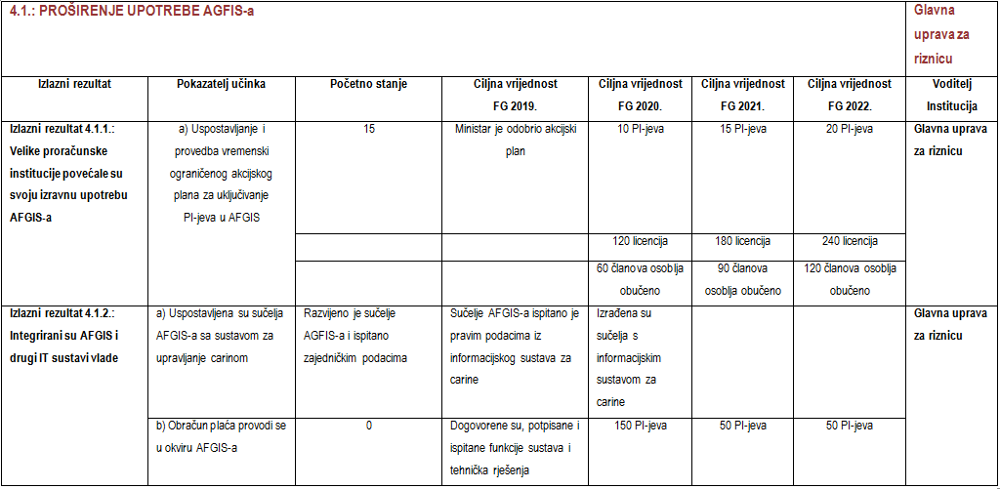 4.1.: PROŠIRENJE UPOTREBE AGFIS-a
Glavna
uprava za
riznicu
Izlazni rezultat
Pokazatelj učinka
Početno stanje
Ciljna vrijednost
FG 2019.
Ciljna vrijednost
FG 2020.
Ciljna vrijednost
FG 2021.
Ciljna vrijednost
FG 2022.
Voditelj
Institucija
Izlazni rezultat 4.1.1.:
Velike proračunske
institucije povećale su
svoju izravnu upotrebu
AFGIS-a
a) Uspostavljanje i
provedba vremenski
ograničenog akcijskog
plana za uključivanje
PI-jeva u AFGIS
15
Ministar je odobrio akcijski
plan
10 PI-jeva
15 PI-jeva
20 PI-jeva
Glavna uprava
za riznicu
120 licencija
180 licencija
240 licencija
60 članova osoblja
obučeno
90 članova
osoblja obučeno
120 članova osoblja
obučeno
Izlazni rezultat 4.1.2.:
Integrirani su AFGIS i
drugi IT sustavi vlade
a) Uspostavljena su sučelja
AFGIS-a sa sustavom za
upravljanje carinom
Razvijeno je sučelje
AGFIS-a i ispitano
zajedničkim podacima
Sučelje AFGIS-a ispitano je
pravim podacima iz
informacijskog sustava za
carine
Izrađena su
sučelja s
informacijskim
sustavom za
carine
Glavna uprava
za riznicu
b) Obračun plaća provodi se
u okviru AFGIS-a
0
Dogovorene su, potpisane i
ispitane funkcije sustava i
tehnička rješenja
150 PI-jeva
50 PI-jeva
50 PI-jeva